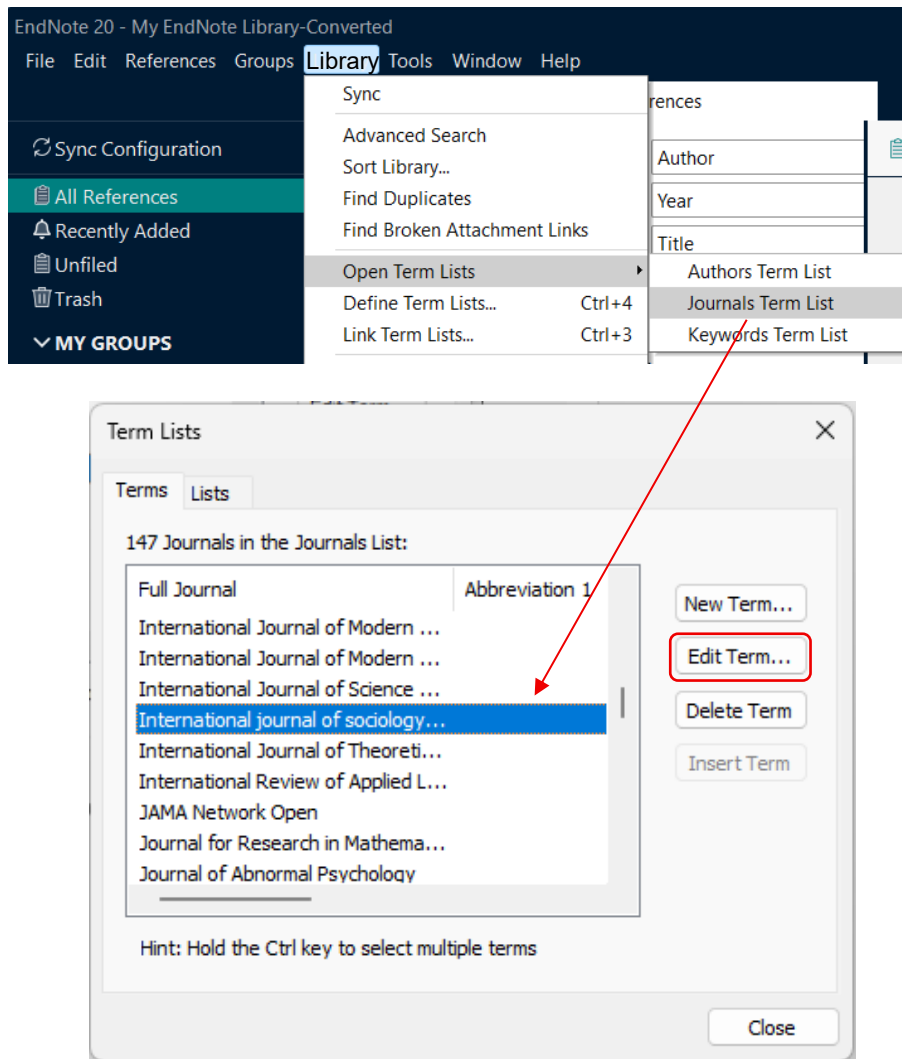 EndNote 20 - My EndNote Library-Converted
File Edit References Groups Library Tools Window Help
Sync
rences
Advanced Search
Sync Configuration
Author
Sort Library...
All References
Find Duplicates
Year
Recently Added
Find Broken Attachment Links
Title
Unfiled
Open Term Lists
Authors Term List
Trash
Define Term Lists... Ctrl+4
Journals Term List
MY GROUPS
Link Term Lists... Ctrl+3
Keywords Term List
Term Lists
Terms Lists
147 Journals in the Journals List:
Full Journal Abbreviation 1
New Term...
International Journal of Modern ...
International Journal of Modern ...
Edit Term...
International Journal of Science ...
International journal of sociology...
Delete Term
International Journal of Theoreti...
International Review of Applied L...
Insert Term
JAMA Network Open
Journal for Research in Mathema...
Journal of Abnormal Psychology
Hint: Hold the Ctrl key to select multiple terms
Close